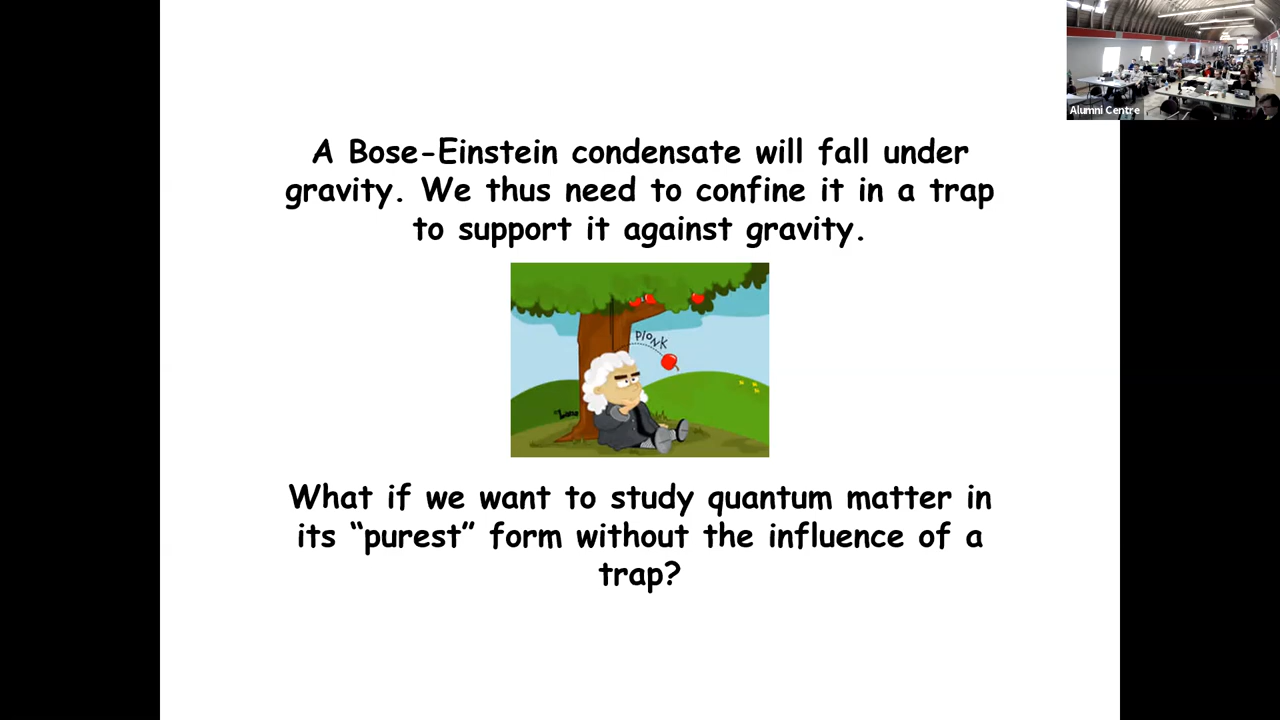 Alumni Centre
A Bose-Einstein condensate will fall under
gravity. We thus need to confine it in a trap
to support it against gravity.
PLONK
What if we want to study quantum matter in
its “purest” form without the influence of a
trap?